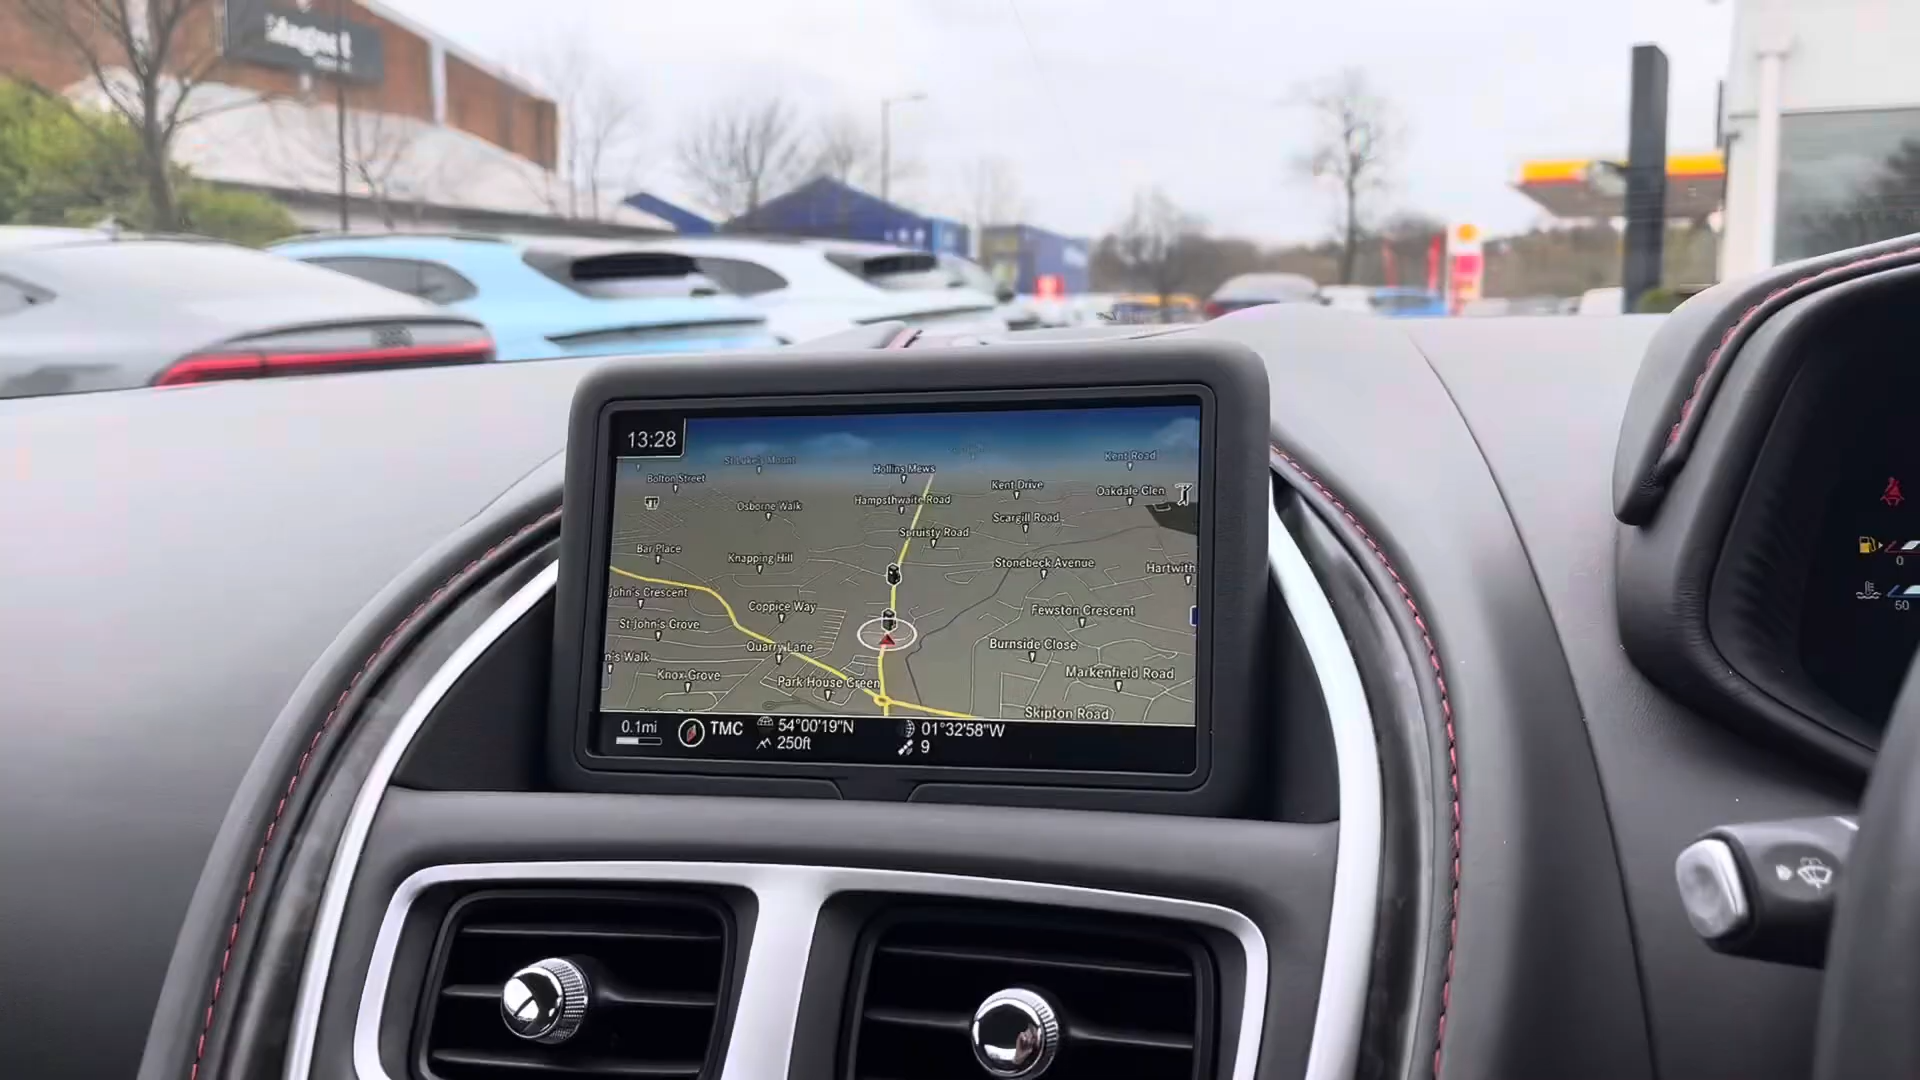 Magnet
13:28
St Luke's Mount
Kent Road
Bolton Street
Hollins Mews
Kent Drive
Oakdale Glen
Osborne Walk
Hampsthwaite Road
Scargill Road
Spruisty Road
Bar Place
Knapping Hill
Stonebeck Avenue
Hartwith
John's Crescent
Coppice Way
Fewston Crescent
St John's Grove
Quarry Lane
Burnside Close
n's Walk
Knox Grove
Park House Green
Markenfield Road
Skipton Road
0.1mi
TMC
54°00'19"N
01°32'58"W
250ft
9
0
50